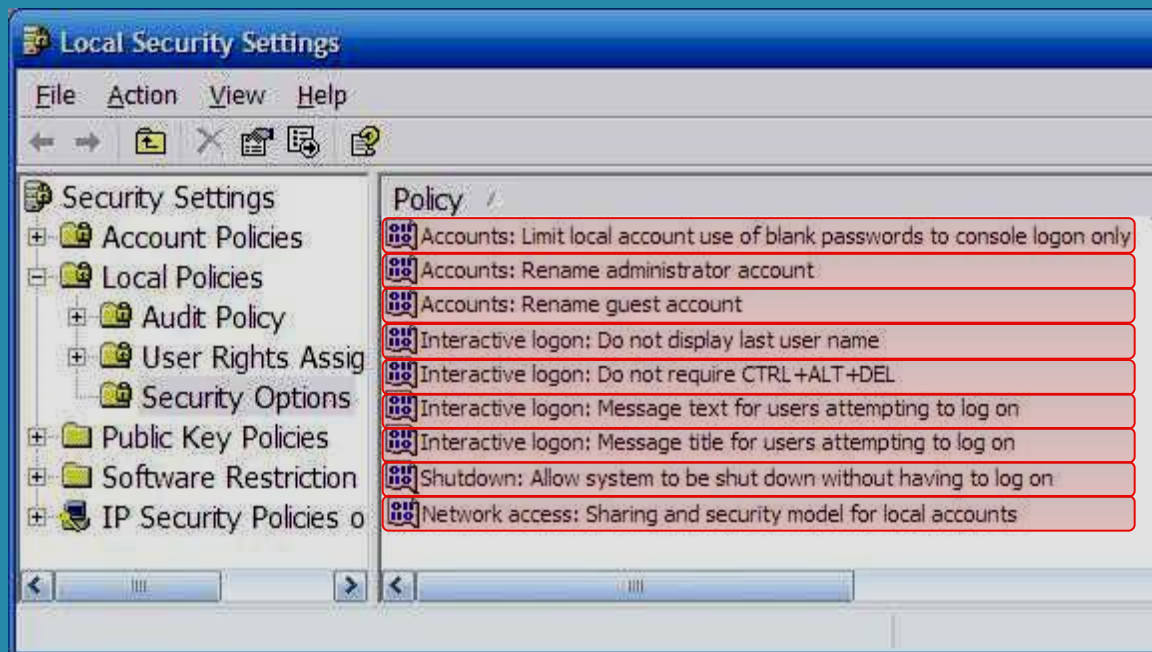 Local Security Settings
File Action View Help
Security Settings
Account Policies
Local Policies
Audit Policy
User Rights Assig
Security Options
Public Key Policies
Software Restriction
IP Security Policies o
Policy
Accounts: Limit local account use of blank passwords to console logon only
Accounts: Rename administrator account
Accounts: Rename guest account
Interactive logon: Do not display last user name
Interactive logon: Do not require CTRL+ALT+DEL
Interactive logon: Message text for users attempting to log on
Interactive logon: Message title for users attempting to log on
Shutdown: Allow system to be shut down without having to log on
Network access: Sharing and security model for local accounts